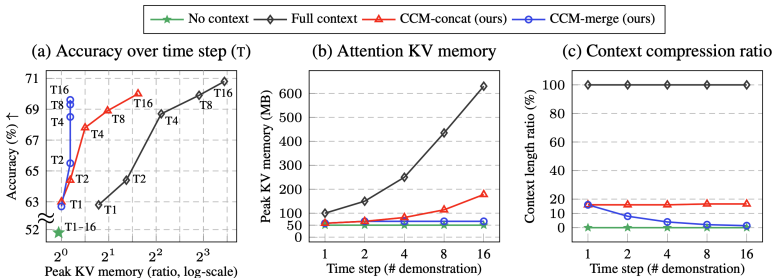 No context Full context CCM-concat (ours) CCM-merge (ours)
(a) Accuracy over time step (T)
Accuracy (%) ↑
71
69
67
65
63
52
T16
T8
T4
T2
T1
T16
T8
T4
T2
T16
T8
T4
T2
T1
T1–16
2^0 2^1 2^2 2^3
Peak KV memory (ratio, log-scale)
(b) Attention KV memory
Peak KV memory (MB)
600
500
400
300
200
100
50
0
1 2 4 8 16
Time step (# demonstration)
(c) Context compression ratio
Context length ratio (%)
100
80
60
40
20
10
0
1 2 4 8 16
Time step (# demonstration)